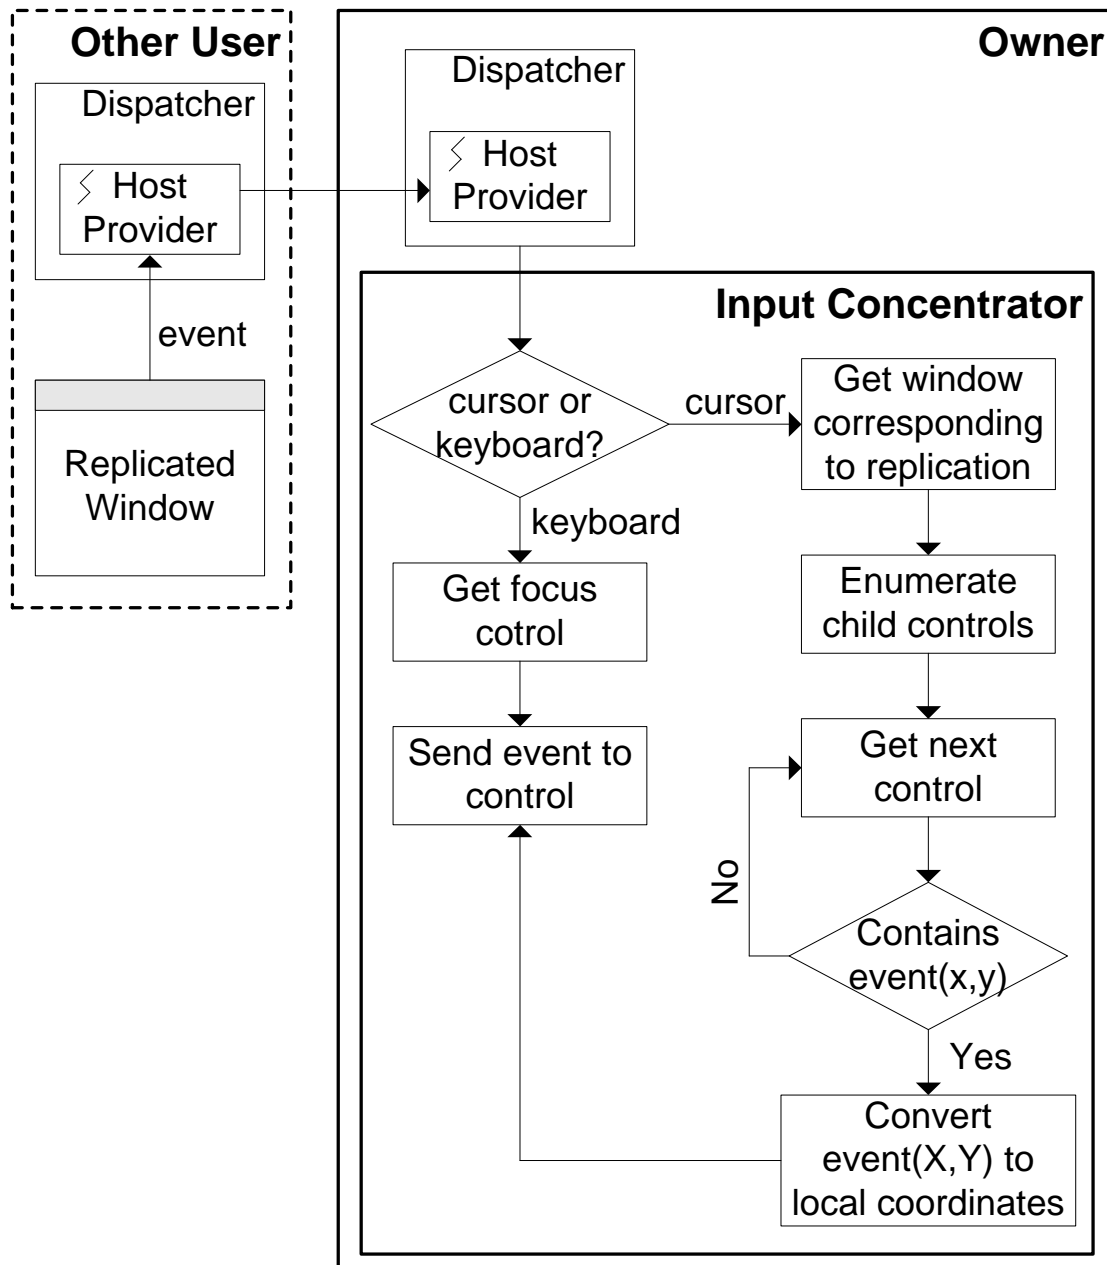 Other User
Dispatcher
Host
Provider
event
Replicated
Window
Owner
Dispatcher
Host
Provider
Input Concentrator
cursor or
keyboard?
cursor
keyboard
Get focus
cotrol
Send event to
control
Get window
corresponding
to replication
Enumerate
child controls
Get next
control
No
Contains
event(x,y)
Yes
Convert
event(X,Y) to
local coordinates